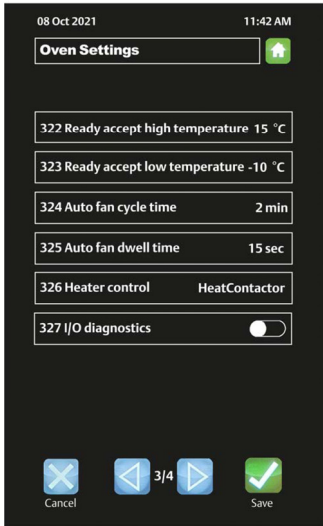 08 Oct 2021 11:42 AM
Oven Settings
322 Ready accept high temperature 15 °C
323 Ready accept low temperature -10 °C
324 Auto fan cycle time 2 min
325 Auto fan dwell time 15 sec
326 Heater control HeatContactor
327 I/O diagnostics
3/4
Cancel Save